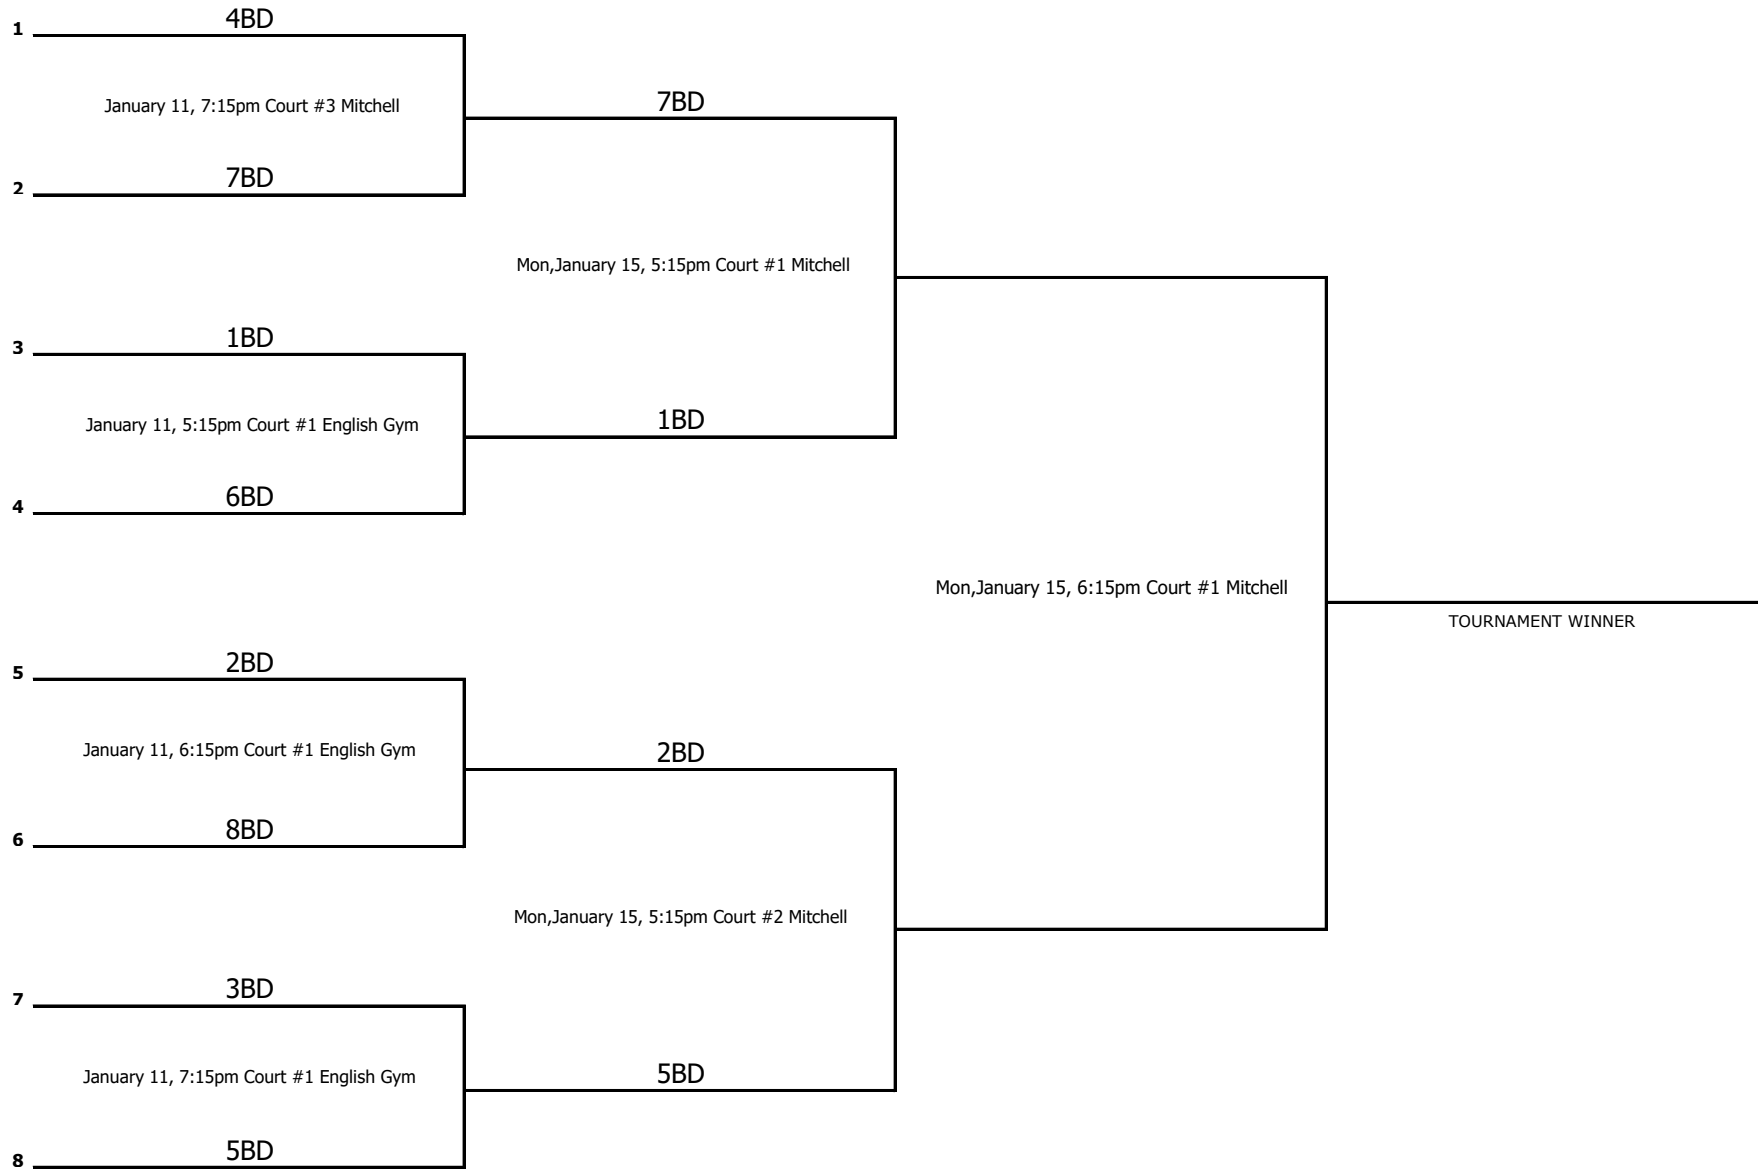 4BD
1
January 11, 7:15pm Court #3 Mitchell
7BD
7BD
2
Mon,January 15, 5:15pm Court #1 Mitchell
1BD
3
January 11, 5:15pm Court #1 English Gym
1BD
6BD
4
Mon,January 15, 6:15pm Court #1 Mitchell
TOURNAMENT WINNER
2BD
5
January 11, 6:15pm Court #1 English Gym
2BD
8BD
6
Mon,January 15, 5:15pm Court #2 Mitchell
3BD
7
January 11, 7:15pm Court #1 English Gym
5BD
5BD
8